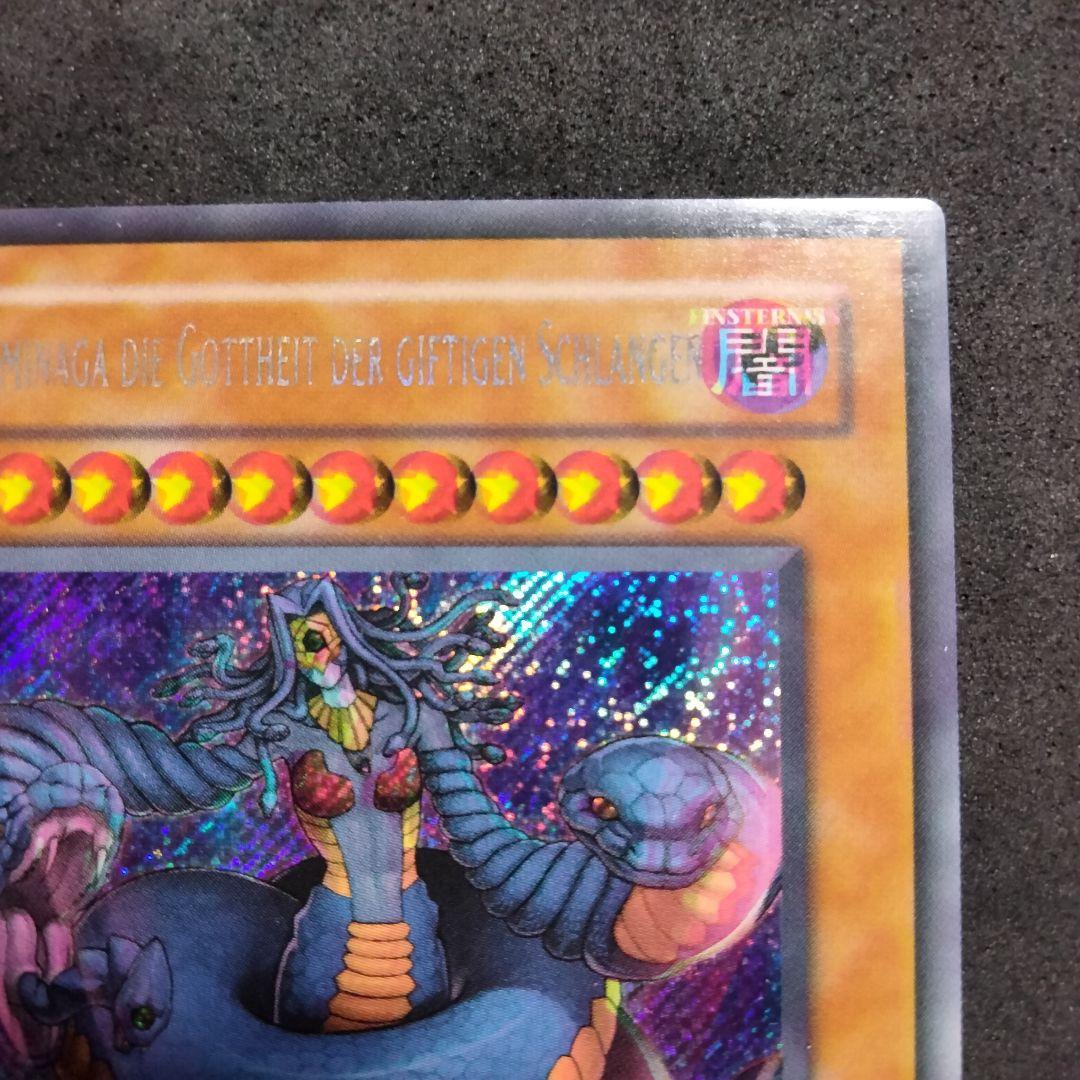 MINAGA DIE GOTTHEIT DER GIFTIGEN SCHLANGEN
FINSTERNIS
闇